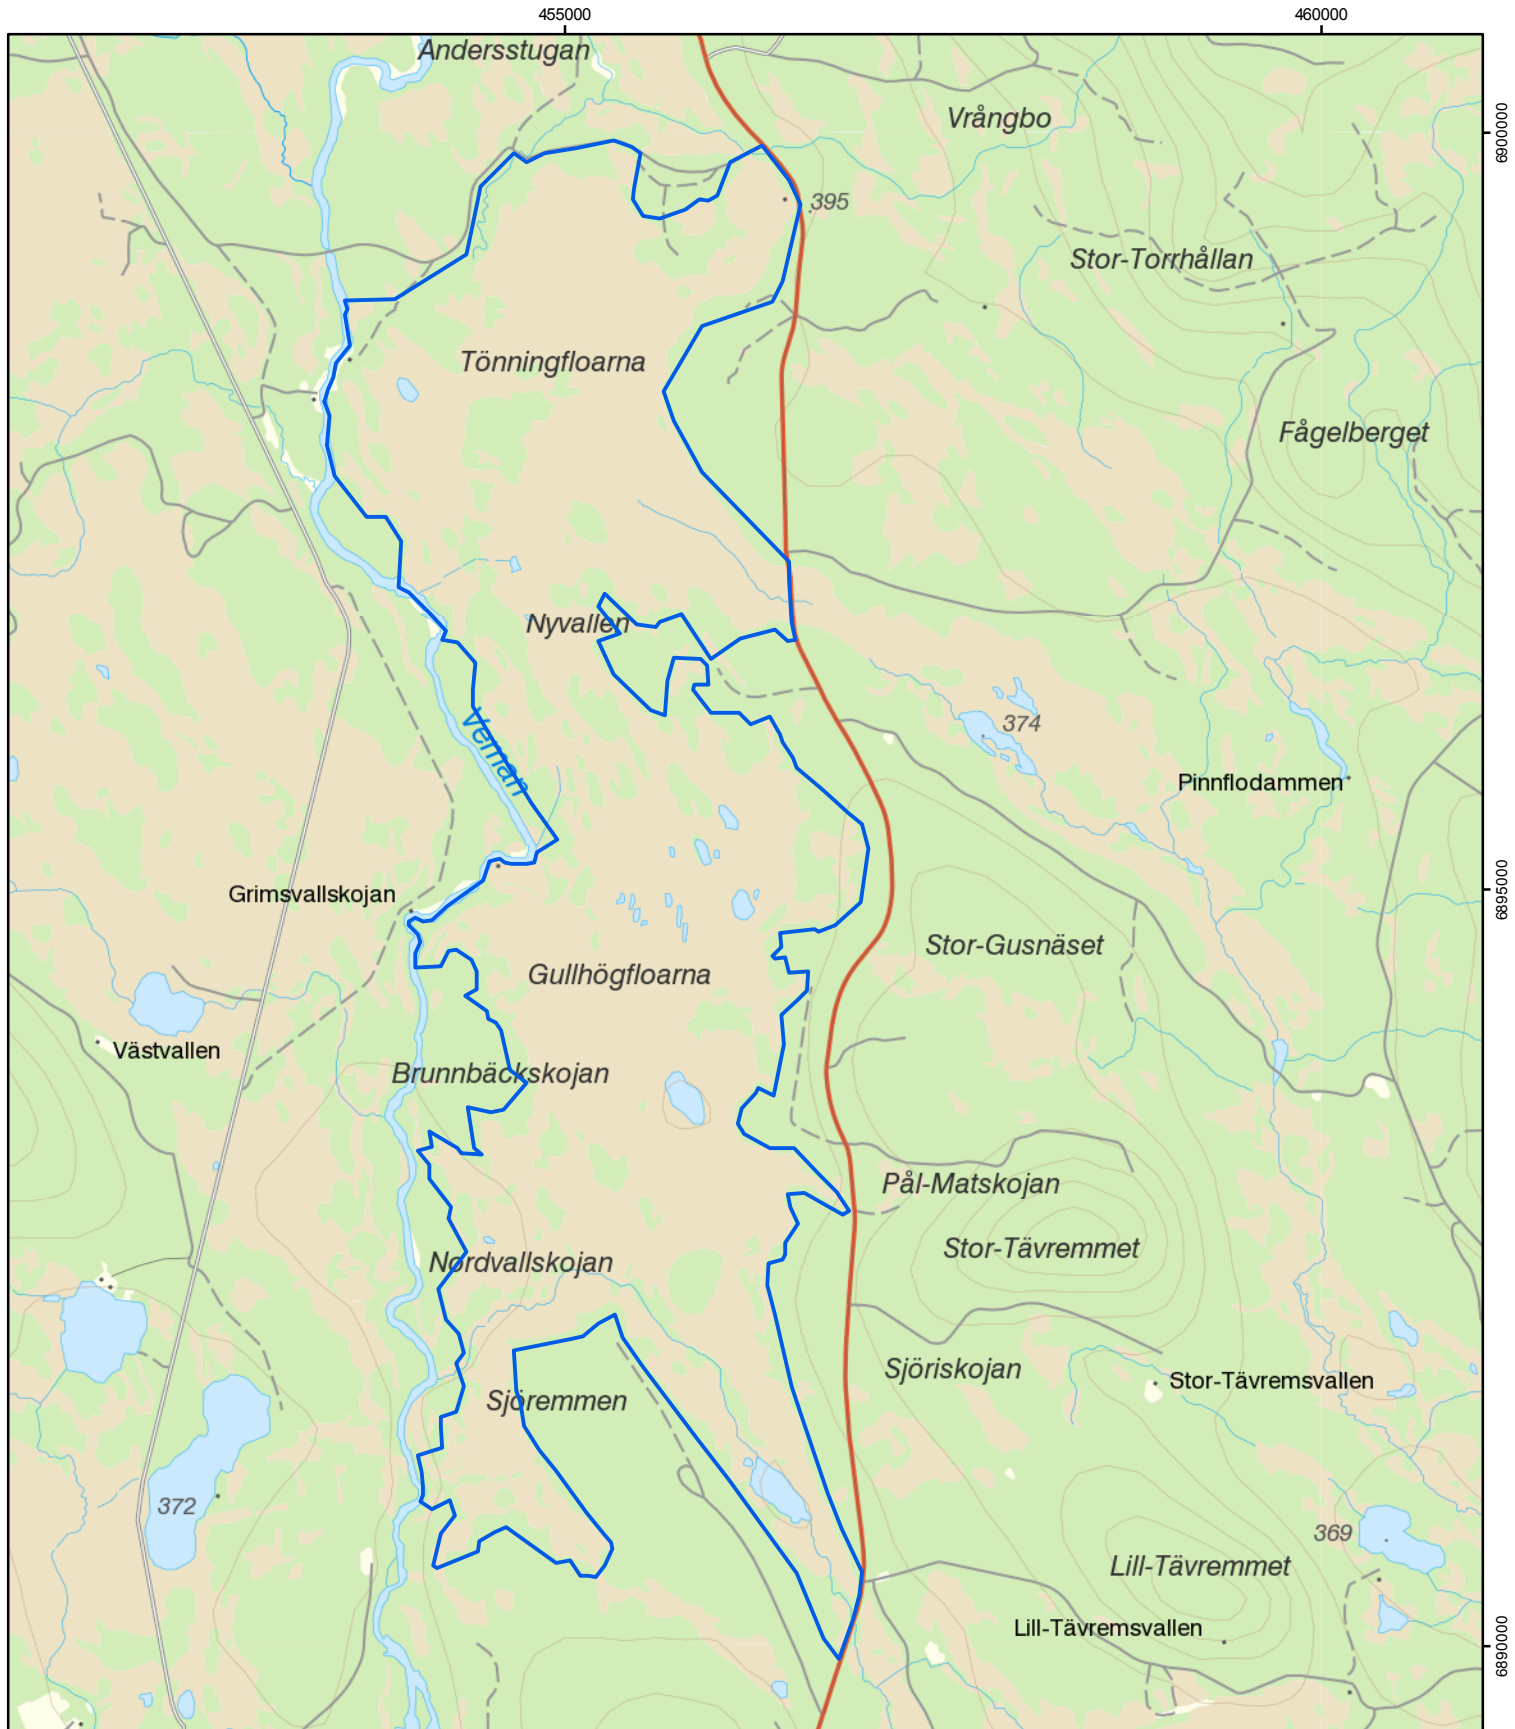 455000
460000
Andersstugan
Vrångbo
6900000
395
Stor-Torrhållan
Tönningfloarna
Fågelberget
Nyvallen
374
Vernan
Pinnflodammen
Grimsvallskojan
6895000
Stor-Gusnäset
Gullhögfloarna
Västvallen
Brunnbäckskojan
Pål-Matskojan
Stor-Tävremmet
Nordvallskojan
Sjöriskojan
Stor-Tävremsvallen
Sjöremmen
372
369
Lill-Tävremmet
Lill-Tävremsvallen
6890000